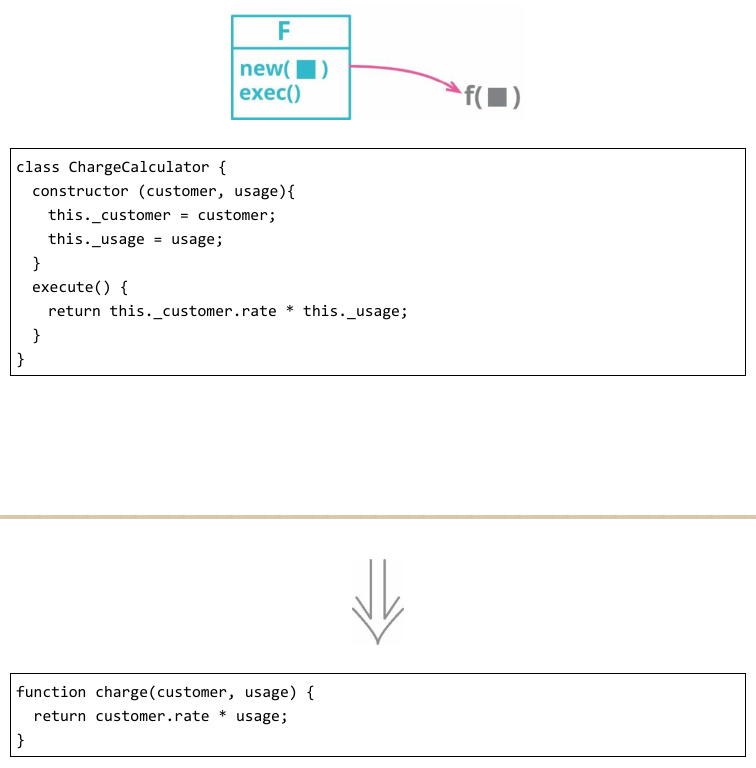 F
new( ■ )
exec()
f( ■ )
class ChargeCalculator {
  constructor (customer, usage){
    this._customer = customer;
    this._usage = usage;
  }
  execute() {
    return this._customer.rate * this._usage;
  }
}
function charge(customer, usage) {
  return customer.rate * usage;
}